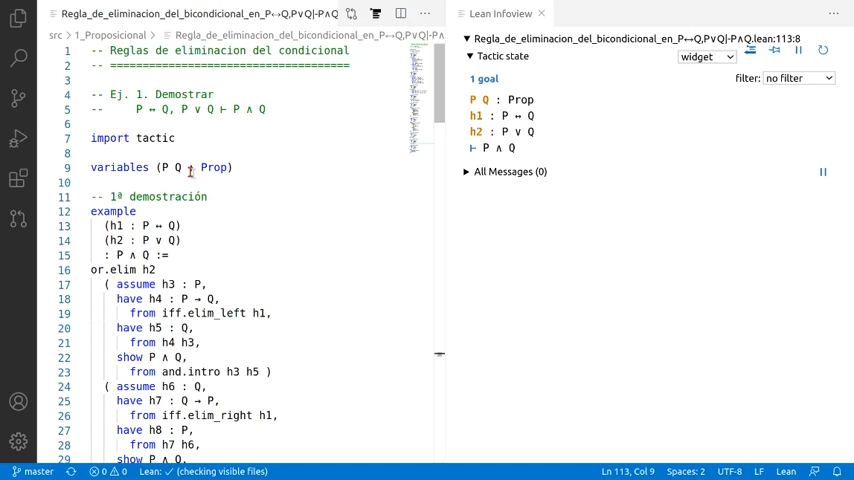 Regla_de_eliminacion_del_bicondicional_en_P↔Q,P∨Q|-P∧Q
src > 1_Proposicional > Regla_de_eliminacion_del_bicondicional_en_P↔Q,P∨Q|-P∧
1 -- Reglas de eliminacion del condicional
2 -- =====================================
3
4 -- Ej. 1. Demostrar
5 --     P ↔ Q, P ∨ Q ⊢ P ∧ Q
6
7 import tactic
8
9 variables (P Q : Prop)
10
11 -- 1ª demostración
12 example
13   (h1 : P ↔ Q)
14   (h2 : P ∨ Q)
15   : P ∧ Q :=
16 or.elim h2
17   ( assume h3 : P,
18     have h4 : P → Q,
19       from iff.elim_left h1,
20     have h5 : Q,
21       from h4 h3,
22     show P ∧ Q,
23       from and.intro h3 h5 )
24   ( assume h6 : Q,
25     have h7 : Q → P,
26       from iff.elim_right h1,
27     have h8 : P,
28       from h7 h6,
29     show P ∧ Q,
Lean Infoview
Regla_de_eliminacion_del_bicondicional_en_P↔Q,P∨Q|-P∧Q.lean:113:8
Tactic state
widget
1 goal
filter: no filter
P Q : Prop
h1 : P ↔ Q
h2 : P ∨ Q
⊢ P ∧ Q
All Messages (0)
master
0 0
Lean: ✓ (checking visible files)
Ln 113, Col 9
Spaces: 2
UTF-8
LF
Lean